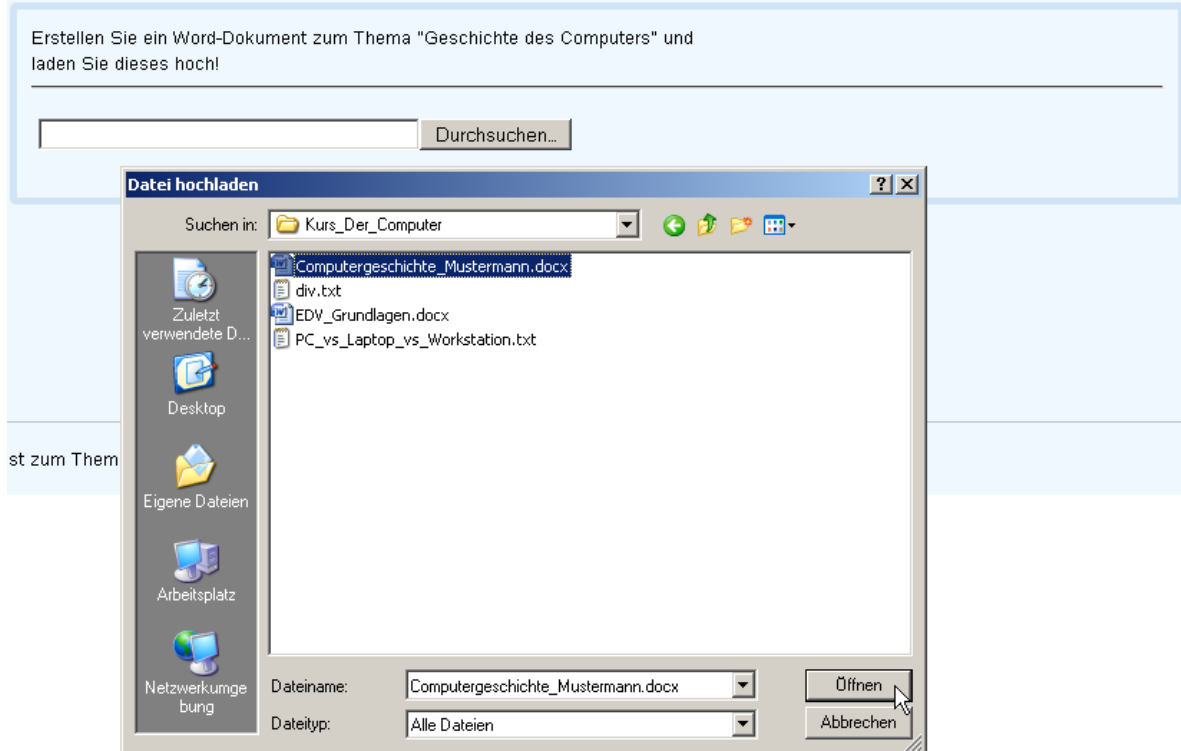 Erstellen Sie ein Word-Dokument zum Thema "Geschichte des Computers" und
laden Sie dieses hoch!
Durchsuchen...
Datei hochladen
Suchen in: Kurs_Der_Computer
Computergeschichte_Mustermann.docx
div.txt
EDV_Grundlagen.docx
PC_vs_Laptop_vs_Workstation.txt
Zuletzt
verwendete D...
Desktop
Eigene Dateien
Arbeitsplatz
Netzwerkumge
bung
st zum Them
Dateiname: Computergeschichte_Mustermann.docx Öffnen
Dateityp: Alle Dateien Abbrechen